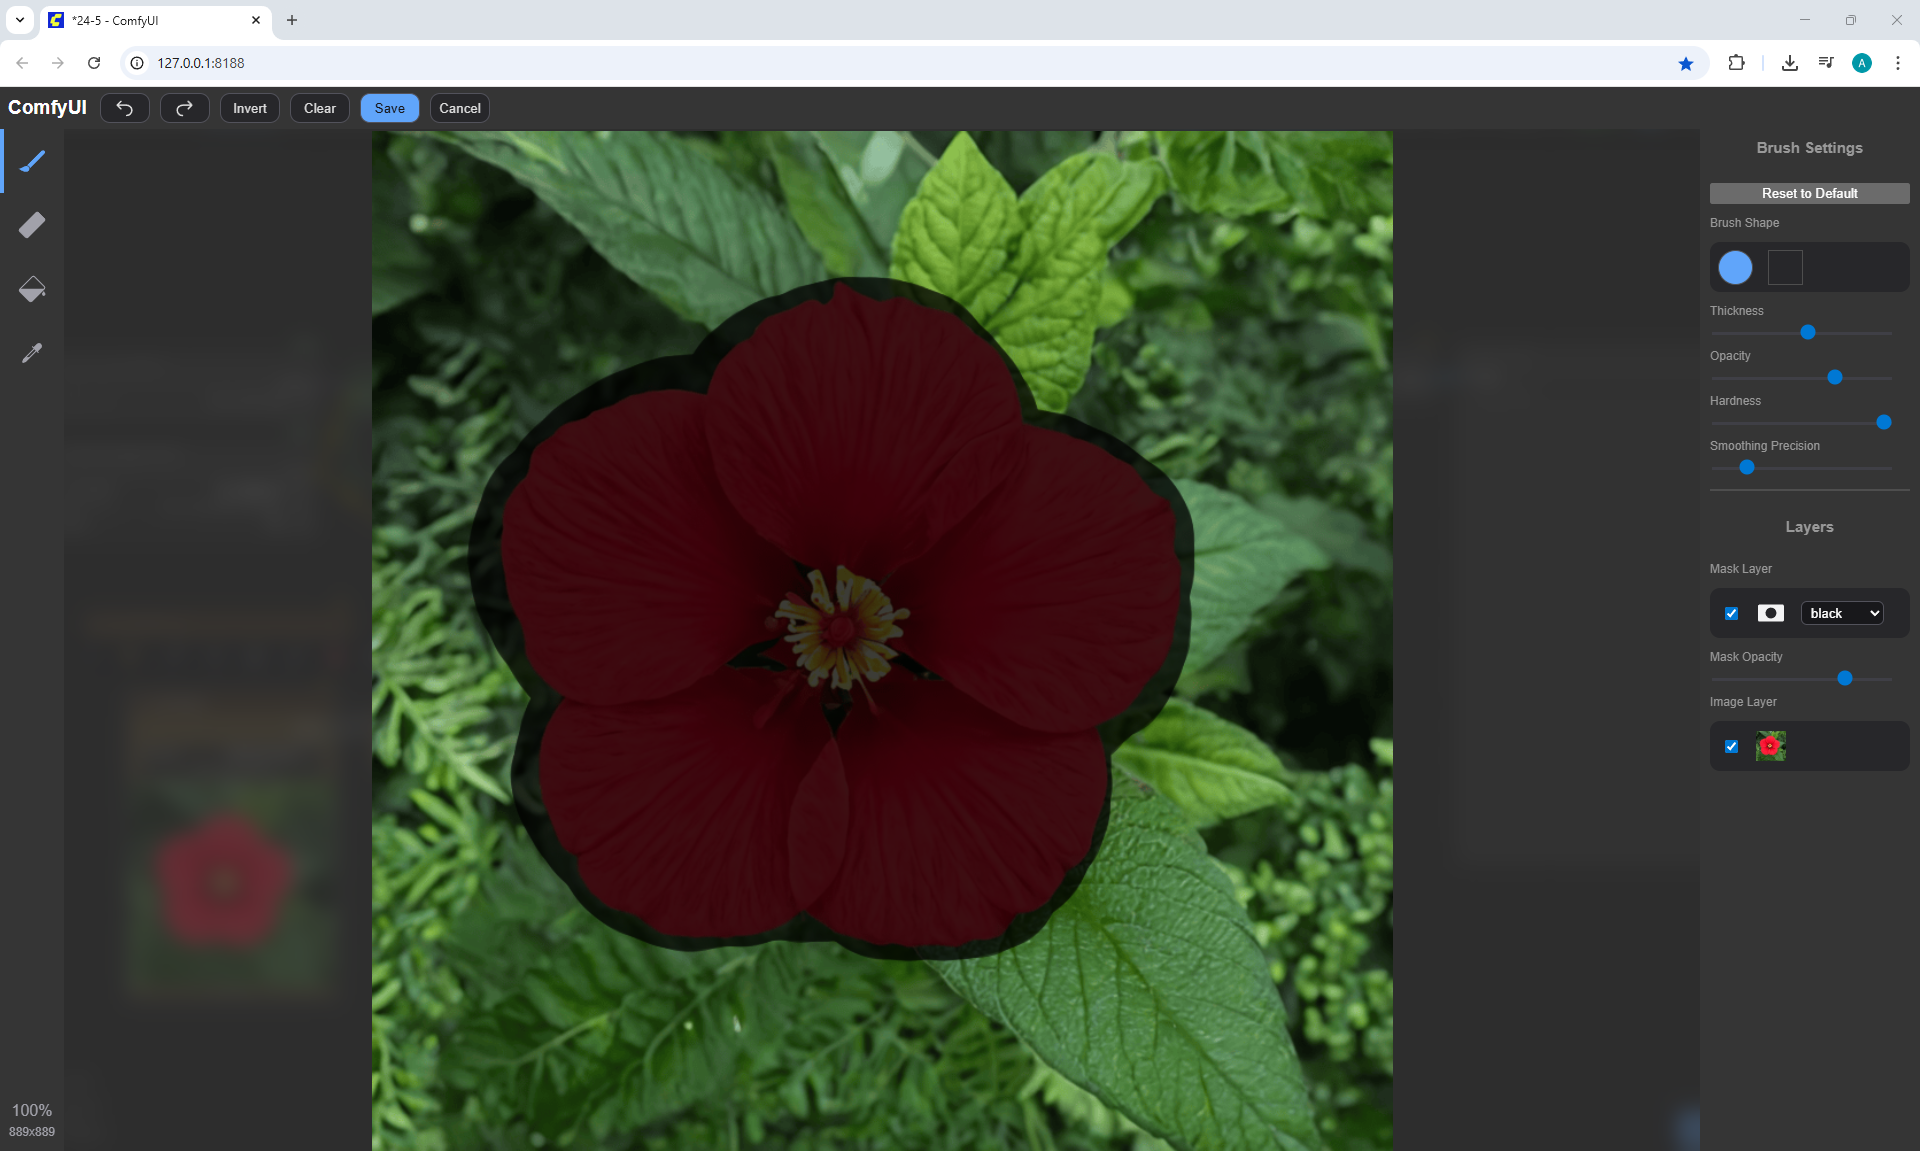 *24-5 - ComfyUI
127.0.0.1:8188
A
ComfyUI
Invert
Clear
Save
Cancel
Brush Settings
Reset to Default
Brush Shape
Thickness
Opacity
Hardness
Smoothing Precision
Layers
Mask Layer
black
Mask Opacity
Image Layer
100%
889x889